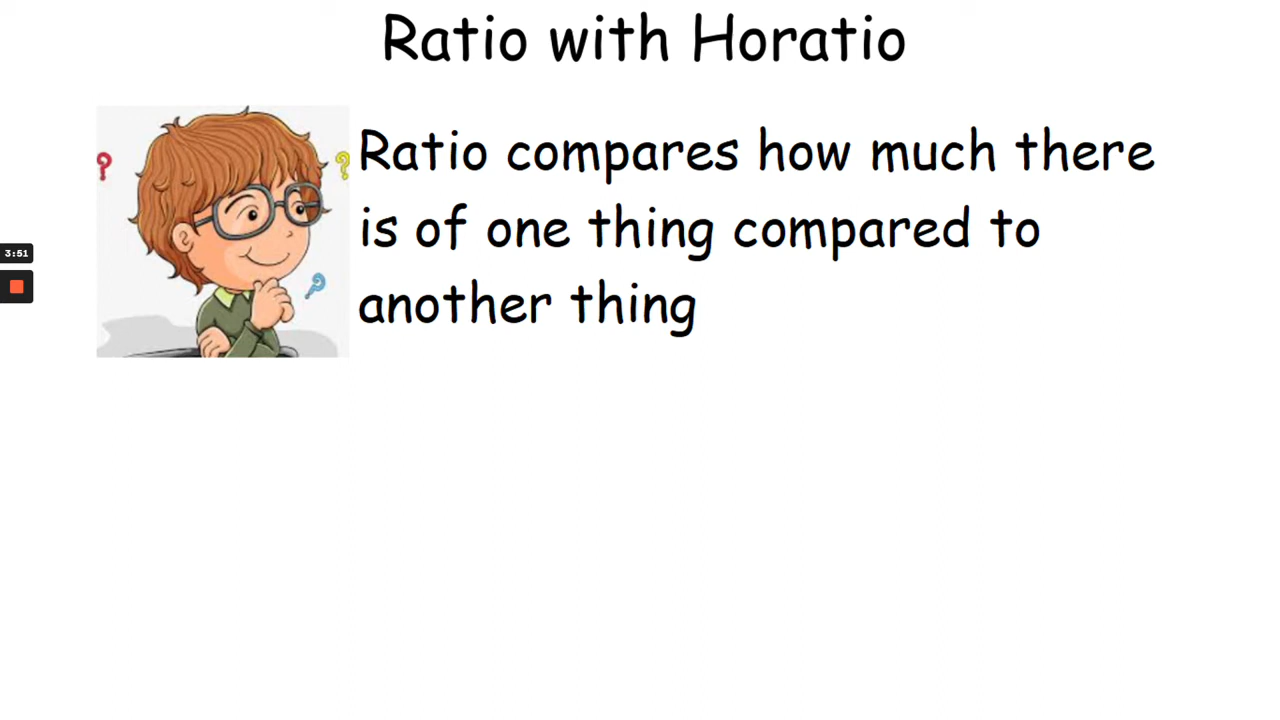 Ratio with Horatio
Ratio compares how much there
is of one thing compared to
another thing
3:51